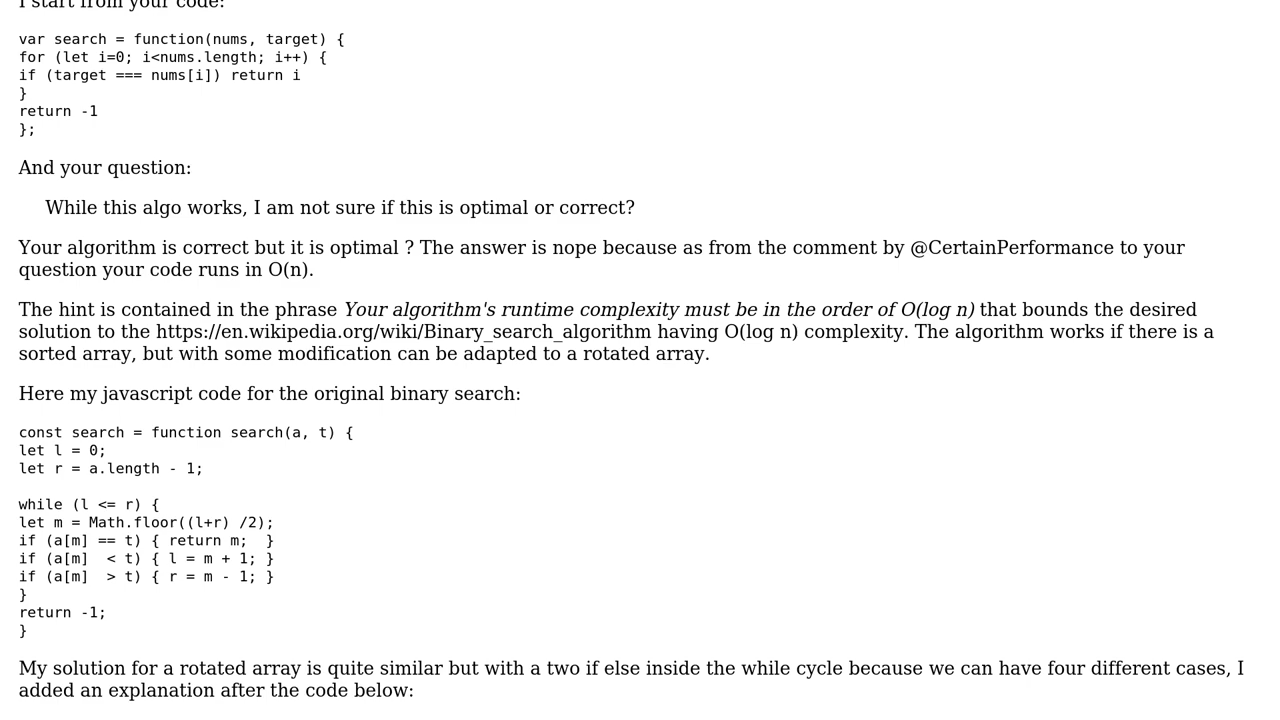 I start from your code:
var search = function(nums, target) {
for (let i=0; i<nums.length; i++) {
if (target === nums[i]) return i
}
return -1
};
And your question:
While this algo works, I am not sure if this is optimal or correct?
Your algorithm is correct but it is optimal ? The answer is nope because as from the comment by @CertainPerformance to your
question your code runs in O(n).
The hint is contained in the phrase Your algorithm's runtime complexity must be in the order of O(log n) that bounds the desired
solution to the https://en.wikipedia.org/wiki/Binary_search_algorithm having O(log n) complexity. The algorithm works if there is a
sorted array, but with some modification can be adapted to a rotated array.
Here my javascript code for the original binary search:
const search = function search(a, t) {
let l = 0;
let r = a.length - 1;
while (l <= r) {
let m = Math.floor((l+r) /2);
if (a[m] == t) { return m;  }
if (a[m]  < t) { l = m + 1; }
if (a[m]  > t) { r = m - 1; }
}
return -1;
}
My solution for a rotated array is quite similar but with a two if else inside the while cycle because we can have four different cases, I
added an explanation after the code below: